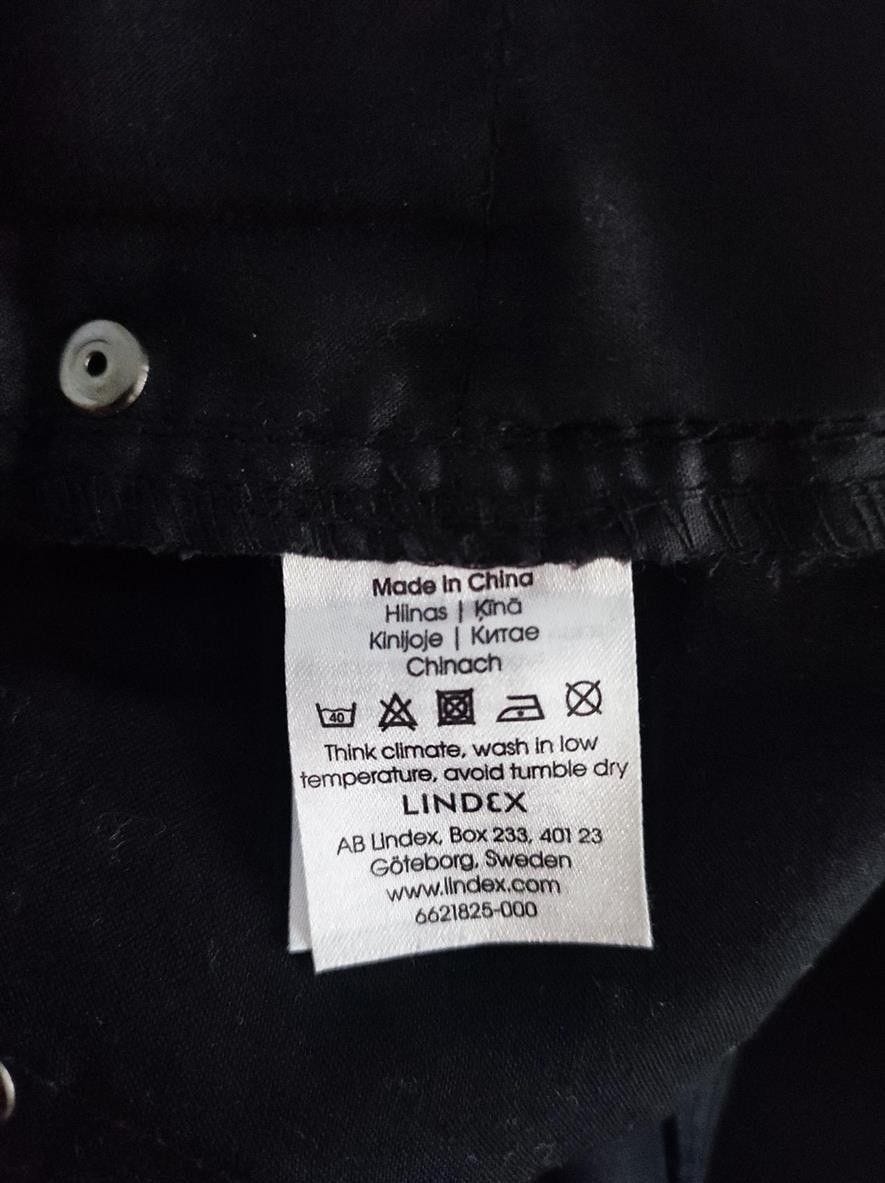 Made in China
Hiinas | Ķīnā
Kinijoje | Китае
Chinach
40
Think climate, wash in low
temperature, avoid tumble dry
LINDEX
AB Lindex, Box 233, 401 23
Göteborg, Sweden
www.lindex.com
6621825-000